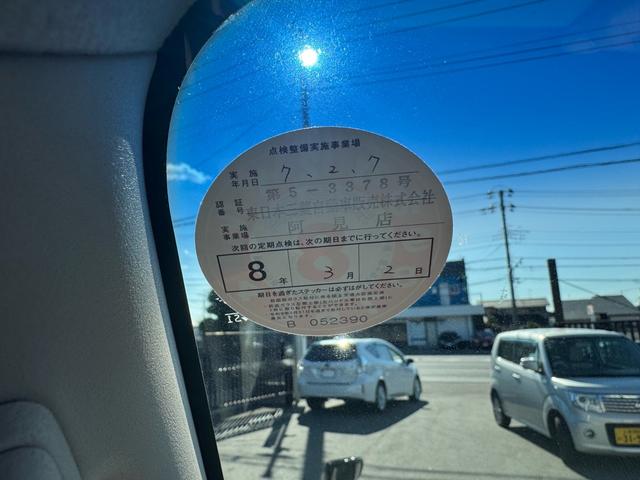 点検整備実施事業場
実施年月日 7、2、7
認証番号 第5-3378号
東日本三菱自動車販売株式会社
実施事業場 阿見店
次回の定期点検は、次の期日までに行ってください。
8年 3月 2日
期日を過ぎたステッカーは必ずはがしてください。
B 052390